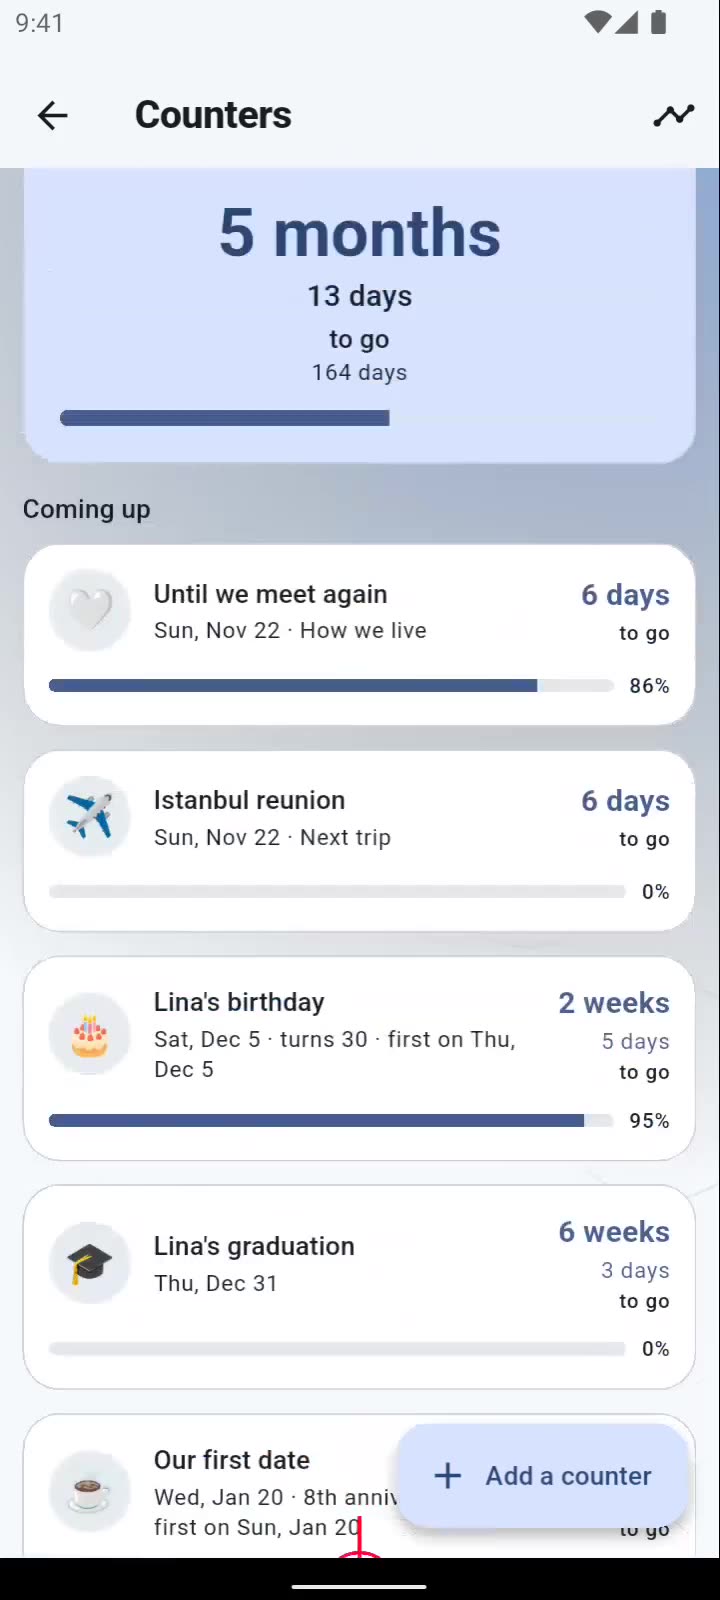 9:41
Counters
5 months
13 days
to go
164 days
Coming up
Until we meet again
6 days
Sun, Nov 22 · How we live
to go
86%
Istanbul reunion
6 days
Sun, Nov 22 · Next trip
to go
0%
Lina's birthday
2 weeks
Sat, Dec 5 · turns 30 · first on Thu,
5 days
Dec 5
to go
95%
Lina's graduation
6 weeks
Thu, Dec 31
3 days
to go
0%
Our first date
Wed, Jan 20 · 8th anniv
Add a counter
first on Sun, Jan 20
to go